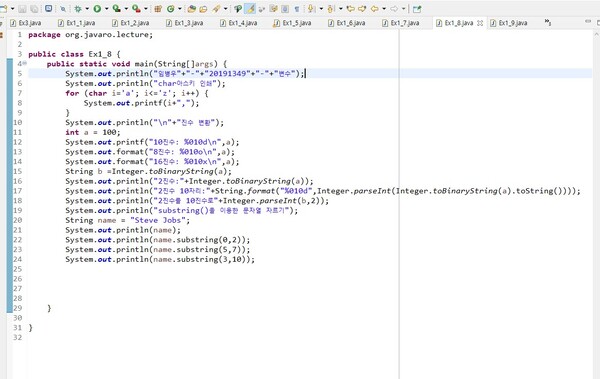 Ex3.java Ex1_1.java Ex1_2.java Ex1_3.java Ex1_4.java Ex1_5.java Ex1_6.java Ex1_7.java Ex1_8.java Ex1_9.java
1 package org.javaro.lecture;
2
3 public class Ex1_8 {
4 public static void main(String[]args) {
5 System.out.println("임병우"+"-"+"20191349"+"-"+"변수");
6 System.out.println("char아스키 인쇄");
7 for (char i='a'; i<='z'; i++) {
8 System.out.printf(i+",");
9 }
10 System.out.println("\n"+"진수 변환");
11 int a = 100;
12 System.out.printf("10진수: %010d\n",a);
13 System.out.format("8진수: %010o\n",a);
14 System.out.format("16진수: %010x\n",a);
15 String b =Integer.toBinaryString(a);
16 System.out.println("2진수:"+Integer.toBinaryString(a));
17 System.out.println("2진수 10자리:"+String.format("%010d",Integer.parseInt(Integer.toBinaryString(a).toString())));
18 System.out.println("2진수를 10진수로"+Integer.parseInt(b,2));
19 System.out.println("substring()을 이용한 문자열 자르기");
20 String name = "Steve Jobs";
21 System.out.println(name);
22 System.out.println(name.substring(0,2));
23 System.out.println(name.substring(5,7));
24 System.out.println(name.substring(3,10));
25
26
27
28
29 }
30
31 }
32